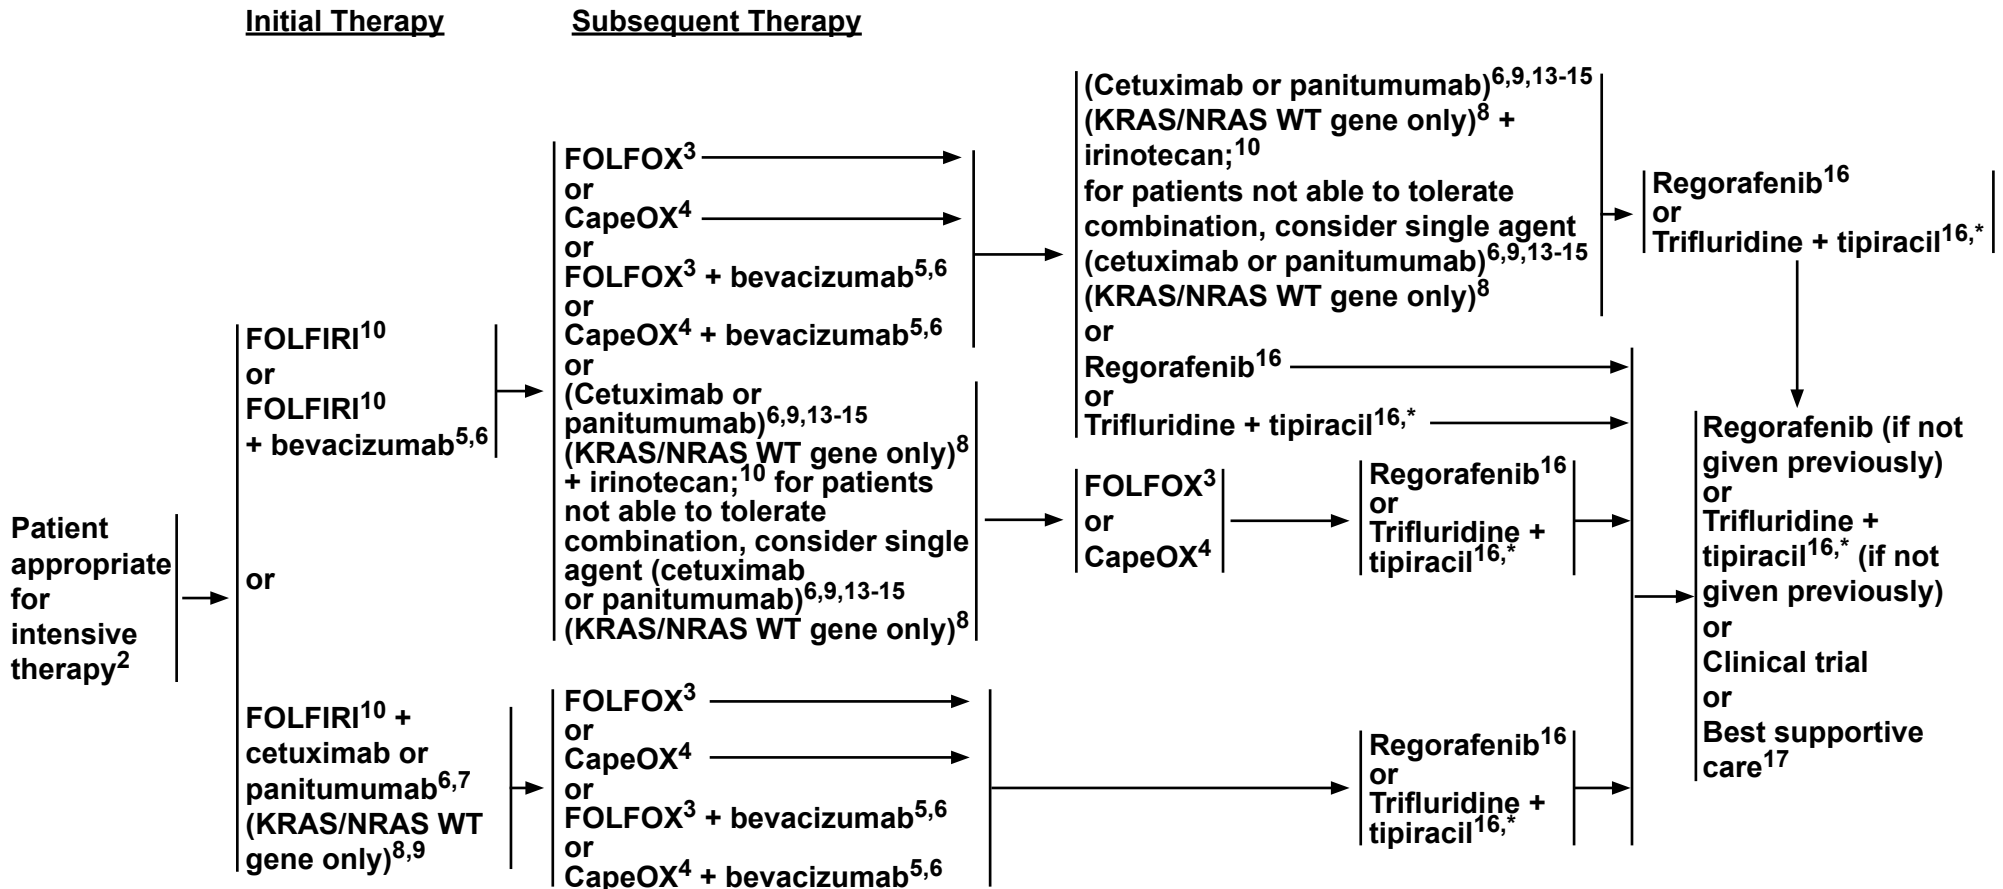 Initial Therapy
Subsequent Therapy
Patient
appropriate
for
intensive
therapy2
FOLFIRI10
or
FOLFIRI10
+ bevacizumab5,6
or
FOLFIRI10 +
cetuximab or
panitumumab6,7
(KRAS/NRAS WT
gene only)8,9
FOLFOX3
or
CapeOX4
or
FOLFOX3 + bevacizumab5,6
or
CapeOX4 + bevacizumab5,6
or
(Cetuximab or
panitumumab)6,9,13-15
(KRAS/NRAS WT gene only)8
+ irinotecan;10 for patients
not able to tolerate
combination, consider single
agent (cetuximab
or panitumumab)6,9,13-15
(KRAS/NRAS WT gene only)8
FOLFOX3
or
CapeOX4
or
FOLFOX3 + bevacizumab5,6
or
CapeOX4 + bevacizumab5,6
(Cetuximab or panitumumab)6,9,13-15
(KRAS/NRAS WT gene only)8 +
irinotecan;10
for patients not able to tolerate
combination, consider single agent
(cetuximab or panitumumab)6,9,13-15
(KRAS/NRAS WT gene only)8
or
Regorafenib16
or
Trifluridine + tipiracil16,*
FOLFOX3
or
CapeOX4
Regorafenib16
or
Trifluridine +
tipiracil16,*
Regorafenib16
or
Trifluridine +
tipiracil16,*
Regorafenib16
or
Trifluridine + tipiracil16,*
Regorafenib (if not
given previously)
or
Trifluridine +
tipiracil16,* (if not
given previously)
or
Clinical trial
or
Best supportive
care17